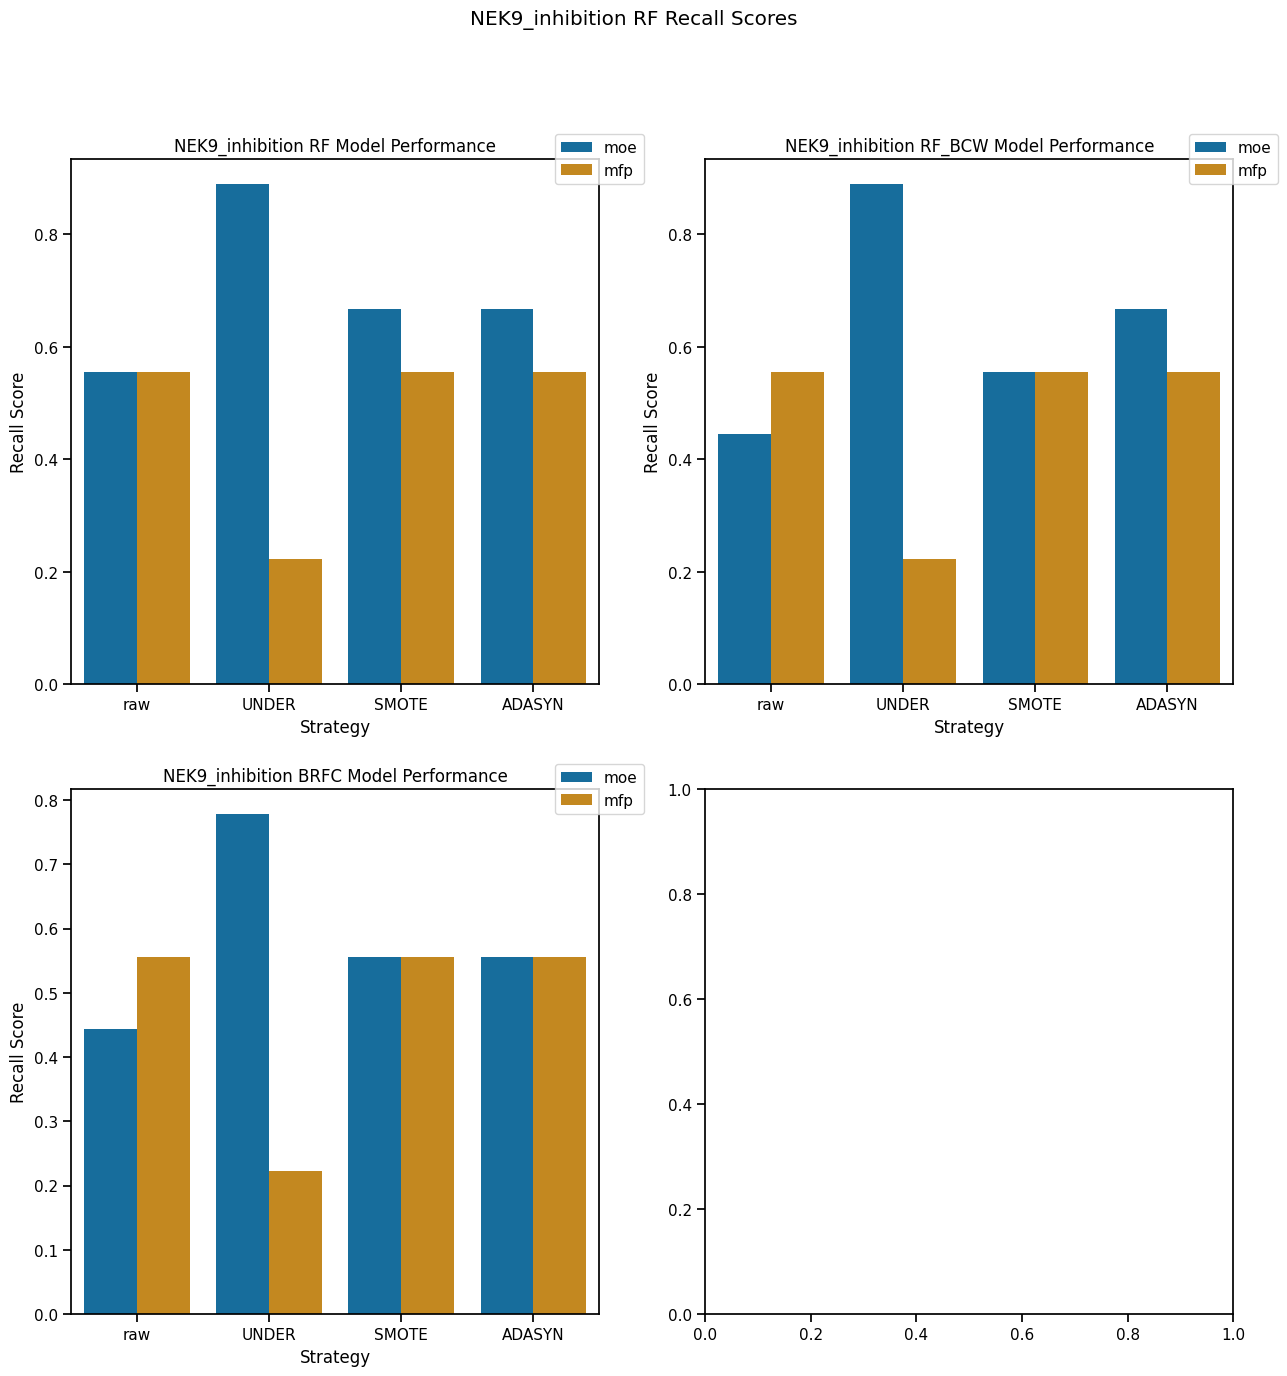 NEK9_inhibition RF Recall Scores
NEK9_inhibition RF Model Performance
moe
mfp
Recall Score
0.8
0.6
0.4
0.2
0.0
raw UNDER SMOTE ADASYN
Strategy
NEK9_inhibition RF_BCW Model Performance
moe
mfp
Recall Score
0.8
0.6
0.4
0.2
0.0
raw UNDER SMOTE ADASYN
Strategy
NEK9_inhibition BRFC Model Performance
moe
mfp
Recall Score
0.8
0.7
0.6
0.5
0.4
0.3
0.2
0.1
0.0
raw UNDER SMOTE ADASYN
Strategy
1.0
0.8
0.6
0.4
0.2
0.0
0.0 0.2 0.4 0.6 0.8 1.0